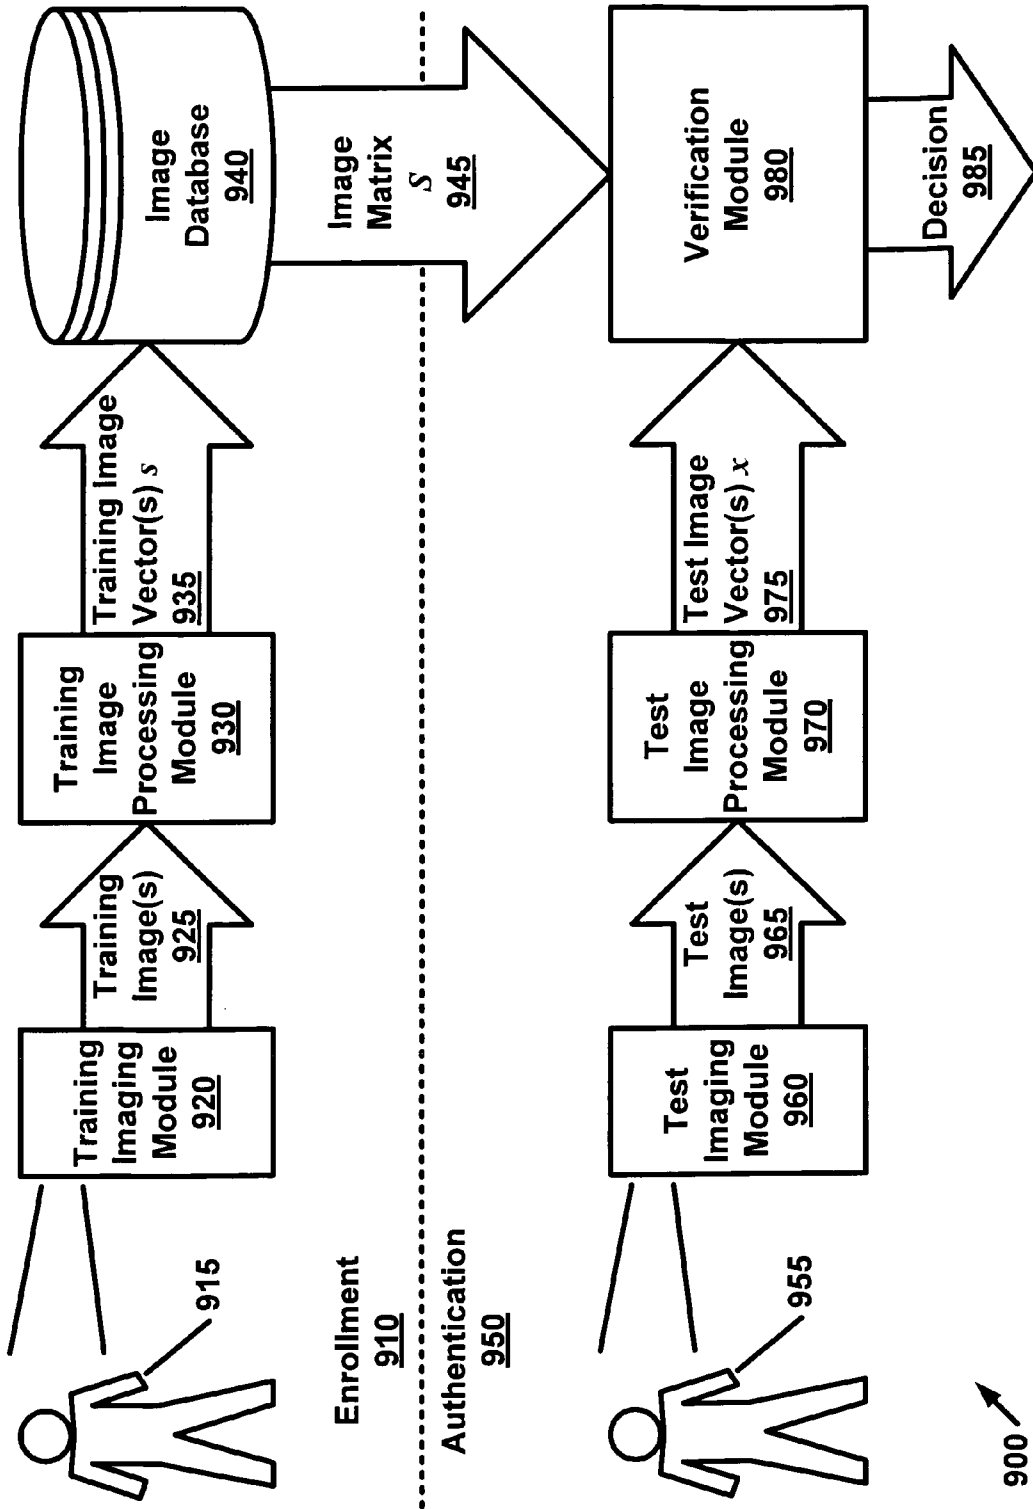 915
Training
Imaging
Module
920
Training
Image(s)
925
Training
Image
Processing
Module
930
Training Image
Vector(s) s
935
Image
Database
940
Enrollment
910
Image
Matrix
S
945
Authentication
950
955
Test
Imaging
Module
960
Test
Image(s)
965
Test
Image
Processing
Module
970
Test Image
Vector(s) x
975
Verification
Module
980
Decision
985
900